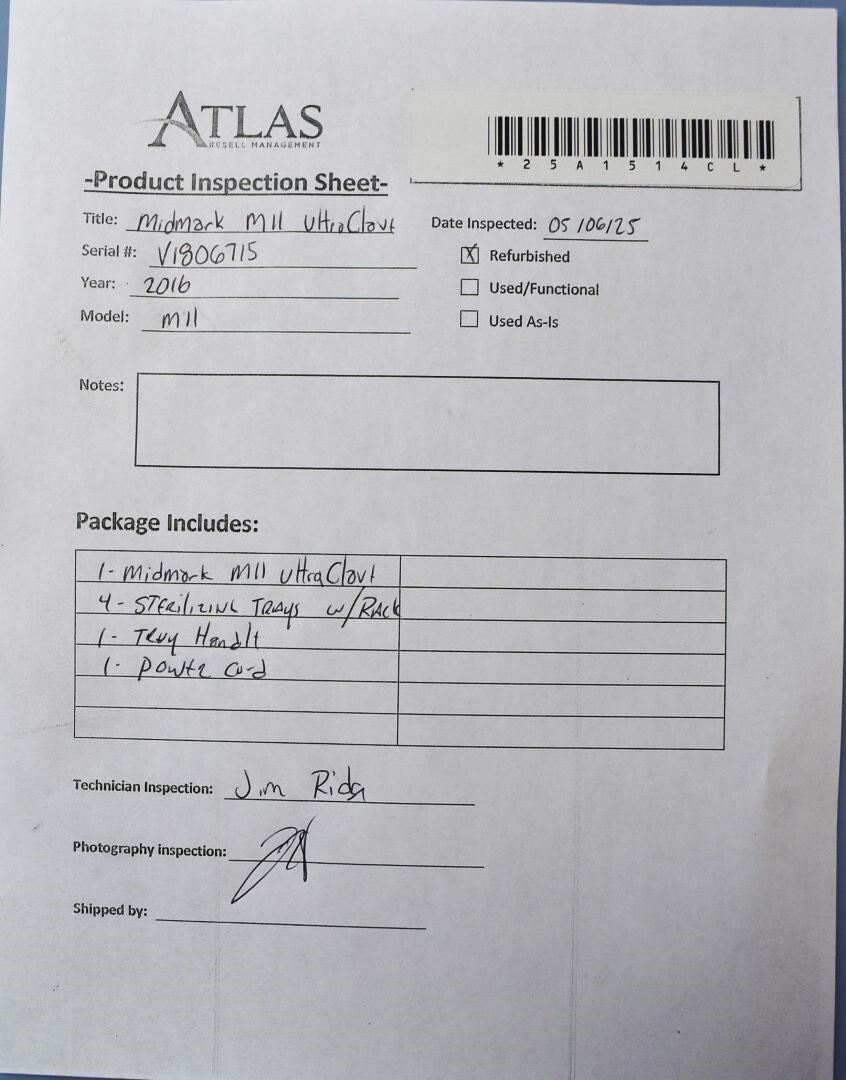 ATLAS
RESELL MANAGEMENT
* 2 5 A 1 5 1 4 C L *
-Product Inspection Sheet-
Title: Midmark M11 UltraClave
Date Inspected: 05/06/25
Serial #: V1806715
X Refurbished
Year: 2016
Used/Functional
Model: M11
Used As-Is
Notes:
Package Includes:
1- Midmark M11 UltraClave
4- STERILIZING TRAYS w/RACK
1- Tray Handle
1- Power Cord
Technician Inspection: Jim
Photography inspection:
Shipped by: